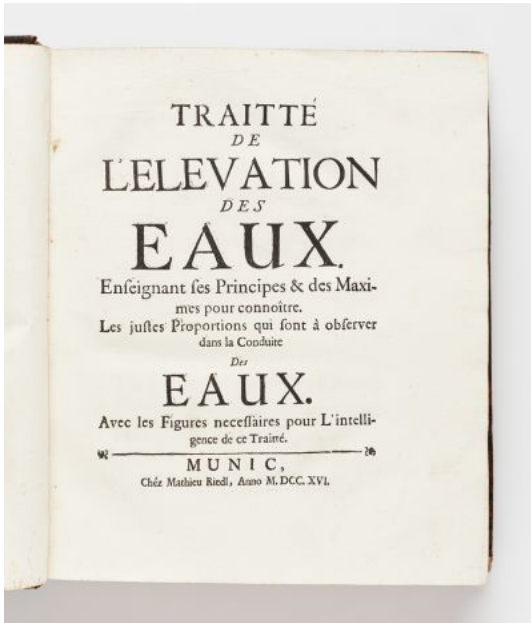 TRAITTÉ
DE
L'ELEVATION
DES
EAUX.
Enſeignant ſes Principes & des Maxi-
mes pour connoître.
Les juſtes Proportions qui ſont à obſerver
dans la Conduite
Des
EAUX.
Avec les Figures neceſſaires pour L'intelli-
gence de ce Traitté.
MUNIC,
Chéz Mathieu Riedl, Anno M. DCC. XVI.